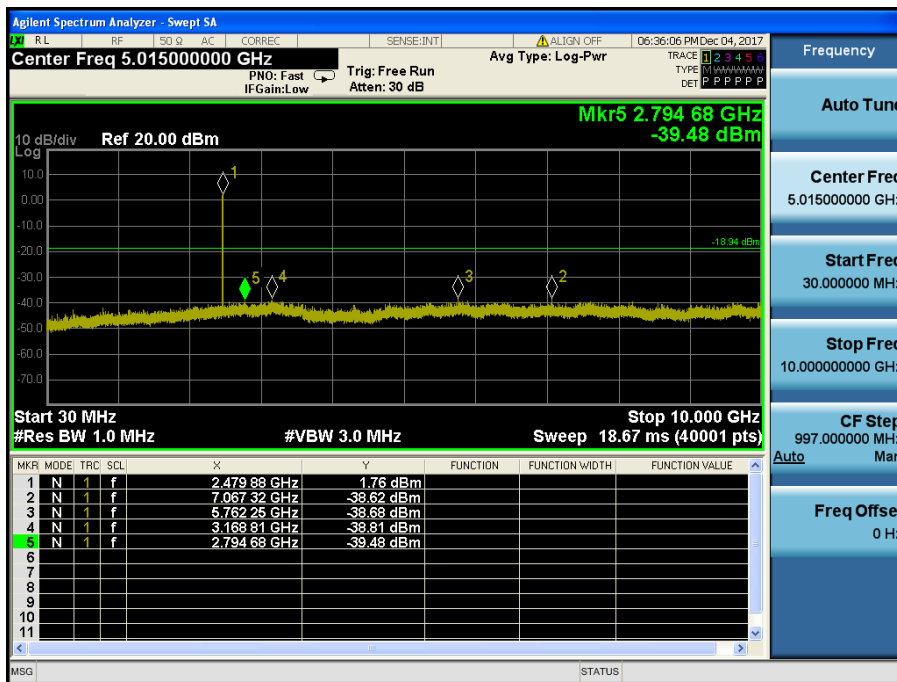 Agilent Spectrum Analyzer - Swept SA
LXI RL RF 50 Ω AC CORREC SENSE:INT ALIGN OFF 06:36:06 PM Dec 04, 2017
Center Freq 5.015000000 GHz
PNO: Fast
IFGain:Low
Trig: Free Run
Atten: 30 dB
Avg Type: Log-Pwr
TRACE 1 2 3 4 5 6
TYPE MWWWWW
DET P P P P P P
Mkr5 2.794 68 GHz
-39.48 dBm
10 dB/div Ref 20.00 dBm
Log
10.0
0.00
-10.0
-20.0
-30.0
-40.0
-50.0
-60.0
-70.0
1
-18.94 dBm
5 4 3 2
Start 30 MHz Stop 10.000 GHz
#Res BW 1.0 MHz #VBW 3.0 MHz Sweep 18.67 ms (40001 pts)
MKR MODE TRC SCL X Y FUNCTION FUNCTION WIDTH FUNCTION VALUE
1 N 1 f 2.479 88 GHz 1.76 dBm
2 N 1 f 7.067 32 GHz -38.62 dBm
3 N 1 f 5.762 25 GHz -38.68 dBm
4 N 1 f 3.168 81 GHz -38.81 dBm
5 N 1 f 2.794 68 GHz -39.48 dBm
6
7
8
9
10
11
MSG STATUS
Frequency
Auto Tune
Center Freq
5.015000000 GHz
Start Freq
30.000000 MHz
Stop Freq
10.000000000 GHz
CF Step
997.000000 MHz
Auto Man
Freq Offset
0 Hz